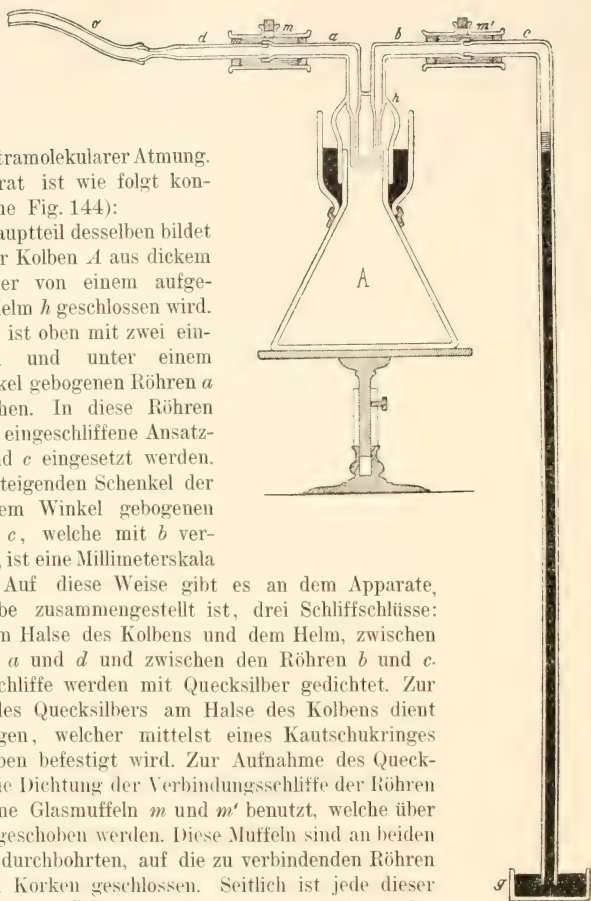 o
d
m
a
b
m'
c
h
tramolekularer Atmung.
rat ist wie folgt kon-
ne Fig. 144):
auptteil desselben bildet
r Kolben A aus dickem
er von einem aufge-
elm h geschlossen wird.
ist oben mit zwei ein-
und unter einem
kel gebogenen Röhren a
hen. In diese Röhren
eingeschliffene Ansatz-
d c eingesetzt werden.
teigenden Schenkel der
em Winkel gebogenen
c, welche mit b ver-
, ist eine Millimeterskala
Auf diese Weise gibt es an dem Apparate,
be zusammengestellt ist, drei Schliffschlüsse:
m Halse des Kolbens und dem Helm, zwischen
a und d und zwischen den Röhren b und c.
chliffe werden mit Quecksilber gedichtet. Zur
des Quecksilbers am Halse des Kolbens dient
gen, welcher mittelst eines Kautschukringes
ben befestigt wird. Zur Aufnahme des Queck-
ie Dichtung der Verbindungsschliffe der Röhren
ne Glasmuffeln m und m' benutzt, welche über
geschoben werden. Diese Muffeln sind an beiden
durchbohrten, auf die zu verbindenden Röhren
Korken geschlossen. Seitlich ist jede dieser
A
g